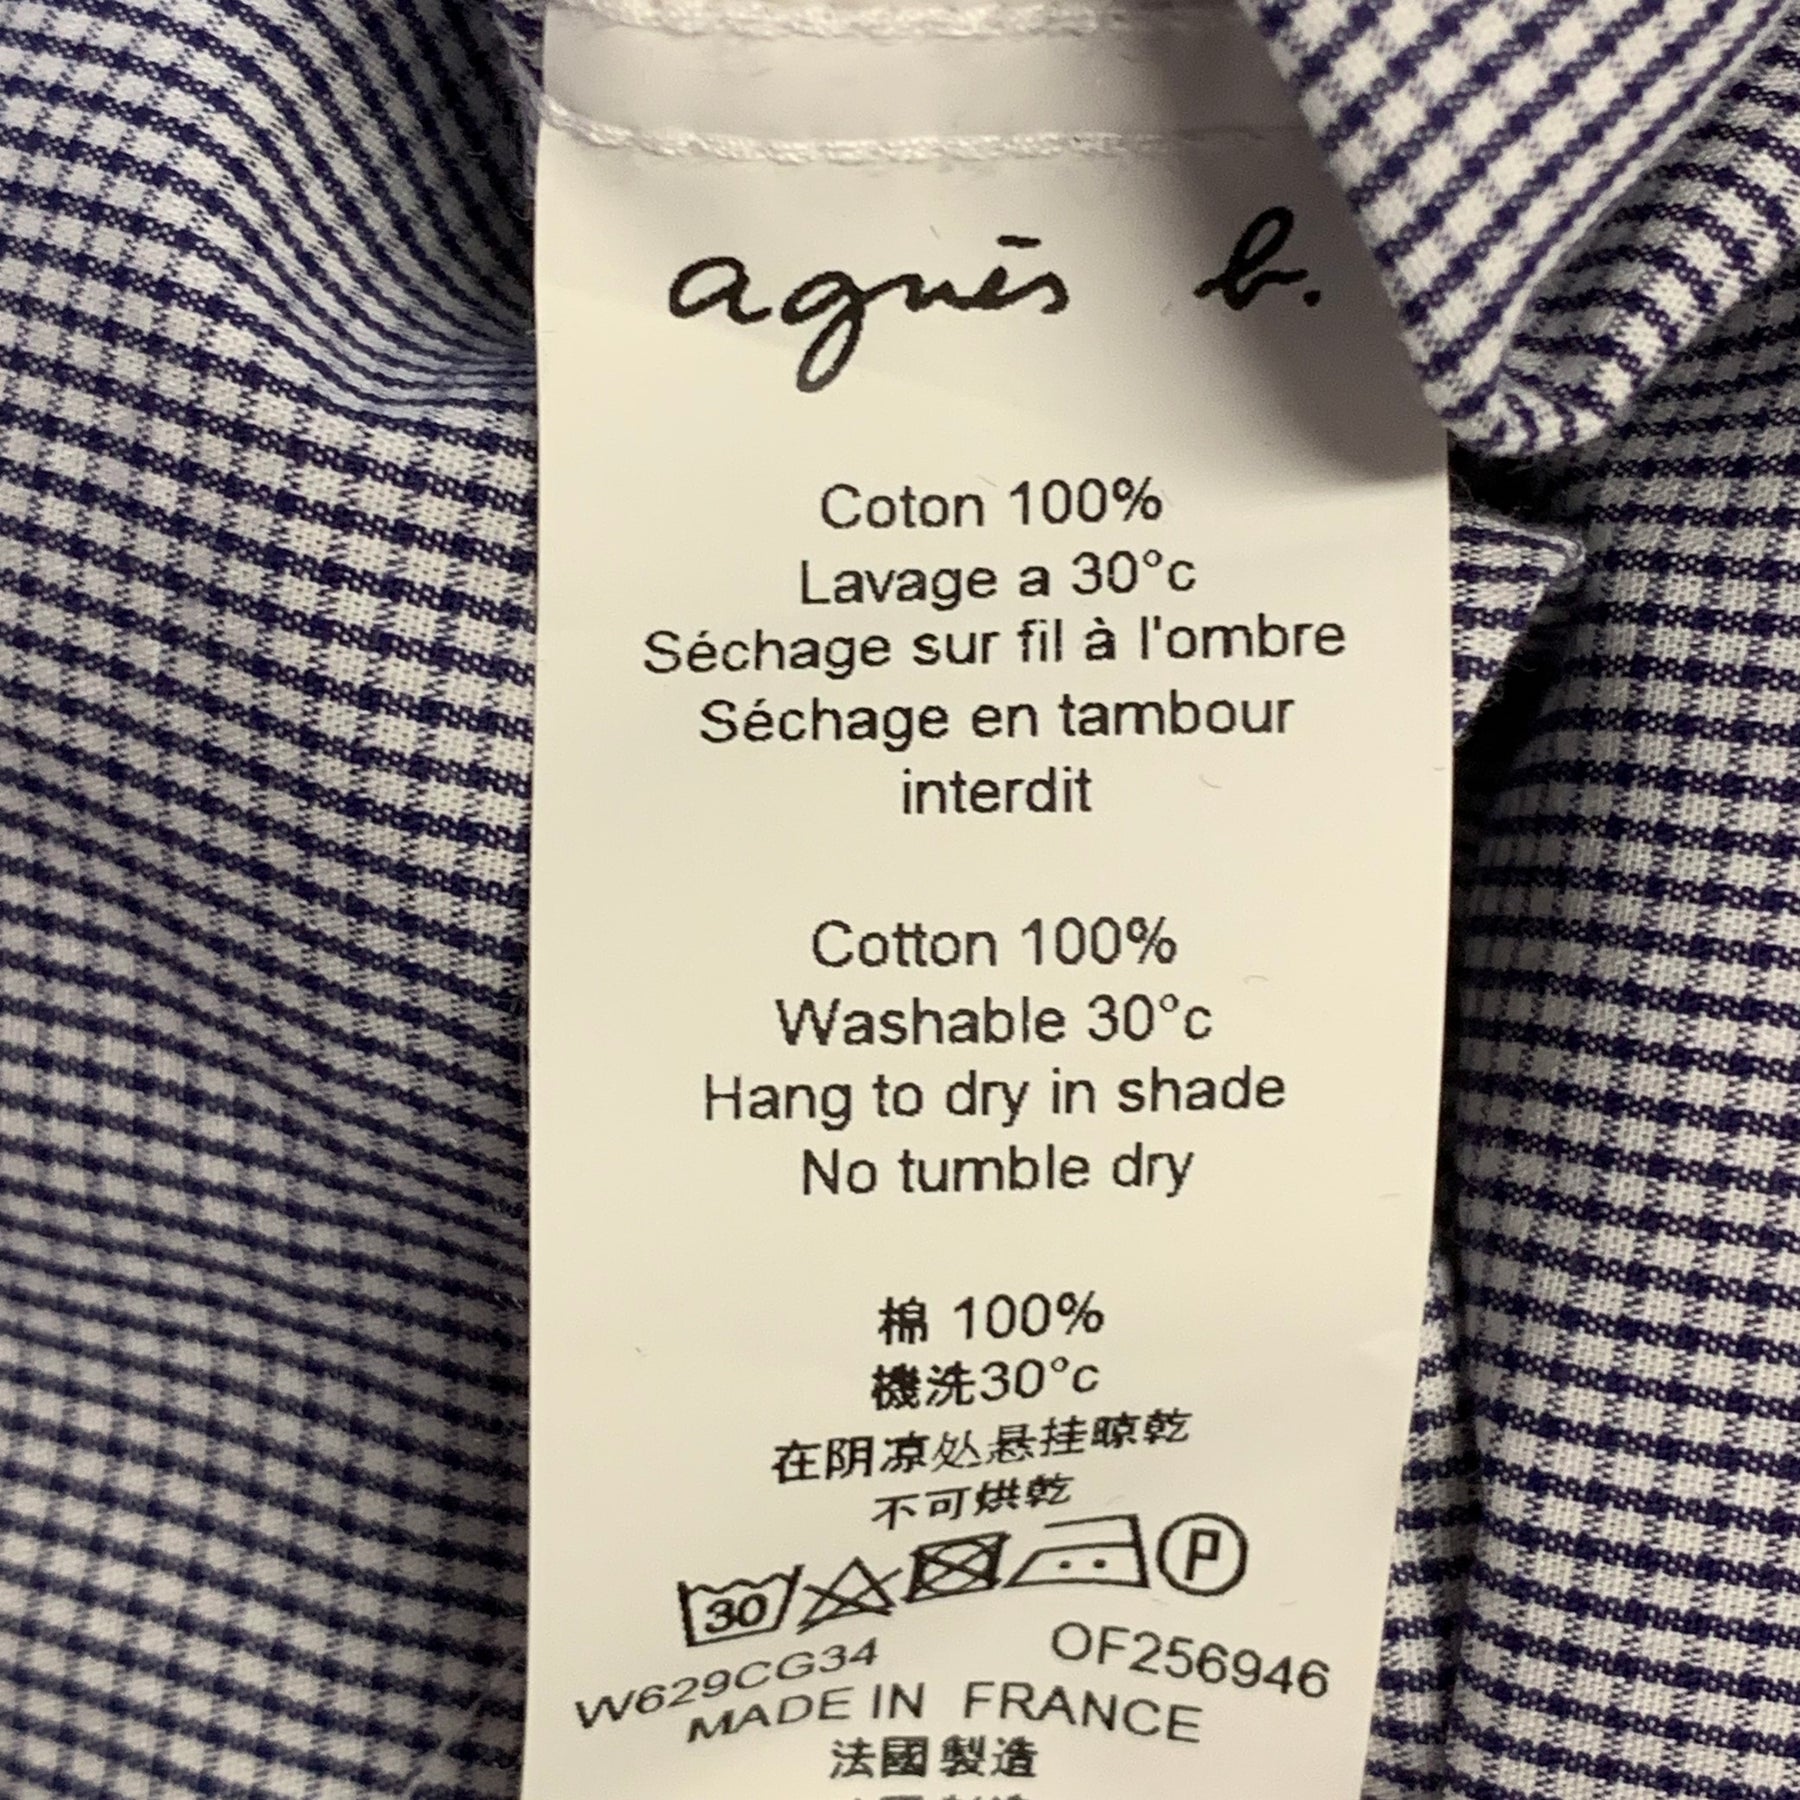 agnès b.
Coton 100%
Lavage a 30°c
Séchage sur fil à l'ombre
Séchage en tambour
interdit
Cotton 100%
Washable 30°c
Hang to dry in shade
No tumble dry
棉 100%
機洗30°c
在阴凉处悬挂晾乾
不可烘乾
30 P
W629CG34 OF256946
MADE IN FRANCE
法國製造